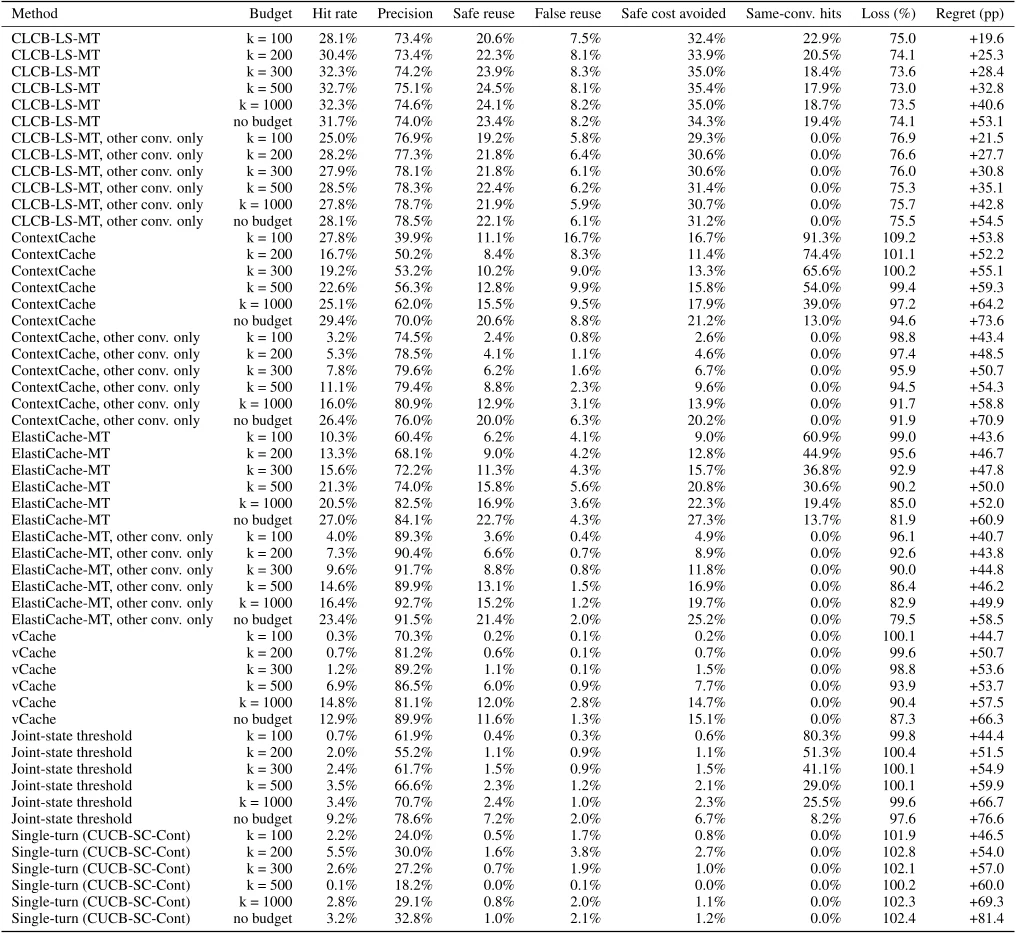 Method Budget Hit rate Precision Safe reuse False reuse Safe cost avoided Same-conv. hits Loss (%) Regret (pp)
CLCB-LS-MT k = 100 28.1% 73.4% 20.6% 7.5% 32.4% 22.9% 75.0 +19.6
CLCB-LS-MT k = 200 30.4% 73.4% 22.3% 8.1% 33.9% 20.5% 74.1 +25.3
CLCB-LS-MT k = 300 32.3% 74.2% 23.9% 8.3% 35.0% 18.4% 73.6 +28.4
CLCB-LS-MT k = 500 32.7% 75.1% 24.5% 8.1% 35.4% 17.9% 73.0 +32.8
CLCB-LS-MT k = 1000 32.3% 74.6% 24.1% 8.2% 35.0% 18.7% 73.5 +40.6
CLCB-LS-MT no budget 31.7% 74.0% 23.4% 8.2% 34.3% 19.4% 74.1 +53.1
CLCB-LS-MT, other conv. only k = 100 25.0% 76.9% 19.2% 5.8% 29.3% 0.0% 76.9 +21.5
CLCB-LS-MT, other conv. only k = 200 28.2% 77.3% 21.8% 6.4% 30.6% 0.0% 76.6 +27.7
CLCB-LS-MT, other conv. only k = 300 27.9% 78.1% 21.8% 6.1% 30.6% 0.0% 76.0 +30.8
CLCB-LS-MT, other conv. only k = 500 28.5% 78.3% 22.4% 6.2% 31.4% 0.0% 75.3 +35.1
CLCB-LS-MT, other conv. only k = 1000 27.8% 78.7% 21.9% 5.9% 30.7% 0.0% 75.7 +42.8
CLCB-LS-MT, other conv. only no budget 28.1% 78.5% 22.1% 6.1% 31.2% 0.0% 75.5 +54.5
ContextCache k = 100 27.8% 39.9% 11.1% 16.7% 16.7% 91.3% 109.2 +53.8
ContextCache k = 200 16.7% 50.2% 8.4% 8.3% 11.4% 74.4% 101.1 +52.2
ContextCache k = 300 19.2% 53.2% 10.2% 9.0% 13.3% 65.6% 100.2 +55.1
ContextCache k = 500 22.6% 56.3% 12.8% 9.9% 15.8% 54.0% 99.4 +59.3
ContextCache k = 1000 25.1% 62.0% 15.5% 9.5% 17.9% 39.0% 97.2 +64.2
ContextCache no budget 29.4% 70.0% 20.6% 8.8% 21.2% 13.0% 94.6 +73.6
ContextCache, other conv. only k = 100 3.2% 74.5% 2.4% 0.8% 2.6% 0.0% 98.8 +43.4
ContextCache, other conv. only k = 200 5.3% 78.5% 4.1% 1.1% 4.6% 0.0% 97.4 +48.5
ContextCache, other conv. only k = 300 7.8% 79.6% 6.2% 1.6% 6.7% 0.0% 95.9 +50.7
ContextCache, other conv. only k = 500 11.1% 79.4% 8.8% 2.3% 9.6% 0.0% 94.5 +54.3
ContextCache, other conv. only k = 1000 16.0% 80.9% 12.9% 3.1% 13.9% 0.0% 91.7 +58.8
ContextCache, other conv. only no budget 26.4% 76.0% 20.0% 6.3% 20.2% 0.0% 91.9 +70.9
ElastiCache-MT k = 100 10.3% 60.4% 6.2% 4.1% 9.0% 60.9% 99.0 +43.6
ElastiCache-MT k = 200 13.3% 68.1% 9.0% 4.2% 12.8% 44.9% 95.6 +46.7
ElastiCache-MT k = 300 15.6% 72.2% 11.3% 4.3% 15.7% 36.8% 92.9 +47.8
ElastiCache-MT k = 500 21.3% 74.0% 15.8% 5.6% 20.8% 30.6% 90.2 +50.0
ElastiCache-MT k = 1000 20.5% 82.5% 16.9% 3.6% 22.3% 19.4% 85.0 +52.0
ElastiCache-MT no budget 27.0% 84.1% 22.7% 4.3% 27.3% 13.7% 81.9 +60.9
ElastiCache-MT, other conv. only k = 100 4.0% 89.3% 3.6% 0.4% 4.9% 0.0% 96.1 +40.7
ElastiCache-MT, other conv. only k = 200 7.3% 90.4% 6.6% 0.7% 8.9% 0.0% 92.6 +43.8
ElastiCache-MT, other conv. only k = 300 9.6% 91.7% 8.8% 0.8% 11.8% 0.0% 90.0 +44.8
ElastiCache-MT, other conv. only k = 500 14.6% 89.9% 13.1% 1.5% 16.9% 0.0% 86.4 +46.2
ElastiCache-MT, other conv. only k = 1000 16.4% 92.7% 15.2% 1.2% 19.7% 0.0% 82.9 +49.9
ElastiCache-MT, other conv. only no budget 23.4% 91.5% 21.4% 2.0% 25.2% 0.0% 79.5 +58.5
vCache k = 100 0.3% 70.3% 0.2% 0.1% 0.2% 0.0% 100.1 +44.7
vCache k = 200 0.7% 81.2% 0.6% 0.1% 0.7% 0.0% 99.6 +50.7
vCache k = 300 1.2% 89.2% 1.1% 0.1% 1.5% 0.0% 98.8 +53.6
vCache k = 500 6.9% 86.5% 6.0% 0.9% 7.7% 0.0% 93.9 +53.7
vCache k = 1000 14.8% 81.1% 12.0% 2.8% 14.7% 0.0% 90.4 +57.5
vCache no budget 12.9% 89.9% 11.6% 1.3% 15.1% 0.0% 87.3 +66.3
Joint-state threshold k = 100 0.7% 61.9% 0.4% 0.3% 0.6% 80.3% 99.8 +44.4
Joint-state threshold k = 200 2.0% 55.2% 1.1% 0.9% 1.1% 51.3% 100.4 +51.5
Joint-state threshold k = 300 2.4% 61.7% 1.5% 0.9% 1.5% 41.1% 100.1 +54.9
Joint-state threshold k = 500 3.5% 66.6% 2.3% 1.2% 2.1% 29.0% 100.1 +59.9
Joint-state threshold k = 1000 3.4% 70.7% 2.4% 1.0% 2.3% 25.5% 99.6 +66.7
Joint-state threshold no budget 9.2% 78.6% 7.2% 2.0% 6.7% 8.2% 97.6 +76.6
Single-turn (CUCB-SC-Cont) k = 100 2.2% 24.0% 0.5% 1.7% 0.8% 0.0% 101.9 +46.5
Single-turn (CUCB-SC-Cont) k = 200 5.5% 30.0% 1.6% 3.8% 2.7% 0.0% 102.8 +54.0
Single-turn (CUCB-SC-Cont) k = 300 2.6% 27.2% 0.7% 1.9% 1.0% 0.0% 102.1 +57.0
Single-turn (CUCB-SC-Cont) k = 500 0.1% 18.2% 0.0% 0.1% 0.0% 0.0% 100.2 +60.0
Single-turn (CUCB-SC-Cont) k = 1000 2.8% 29.1% 0.8% 2.0% 1.1% 0.0% 102.3 +69.3
Single-turn (CUCB-SC-Cont) no budget 3.2% 32.8% 1.0% 2.1% 1.2% 0.0% 102.4 +81.4